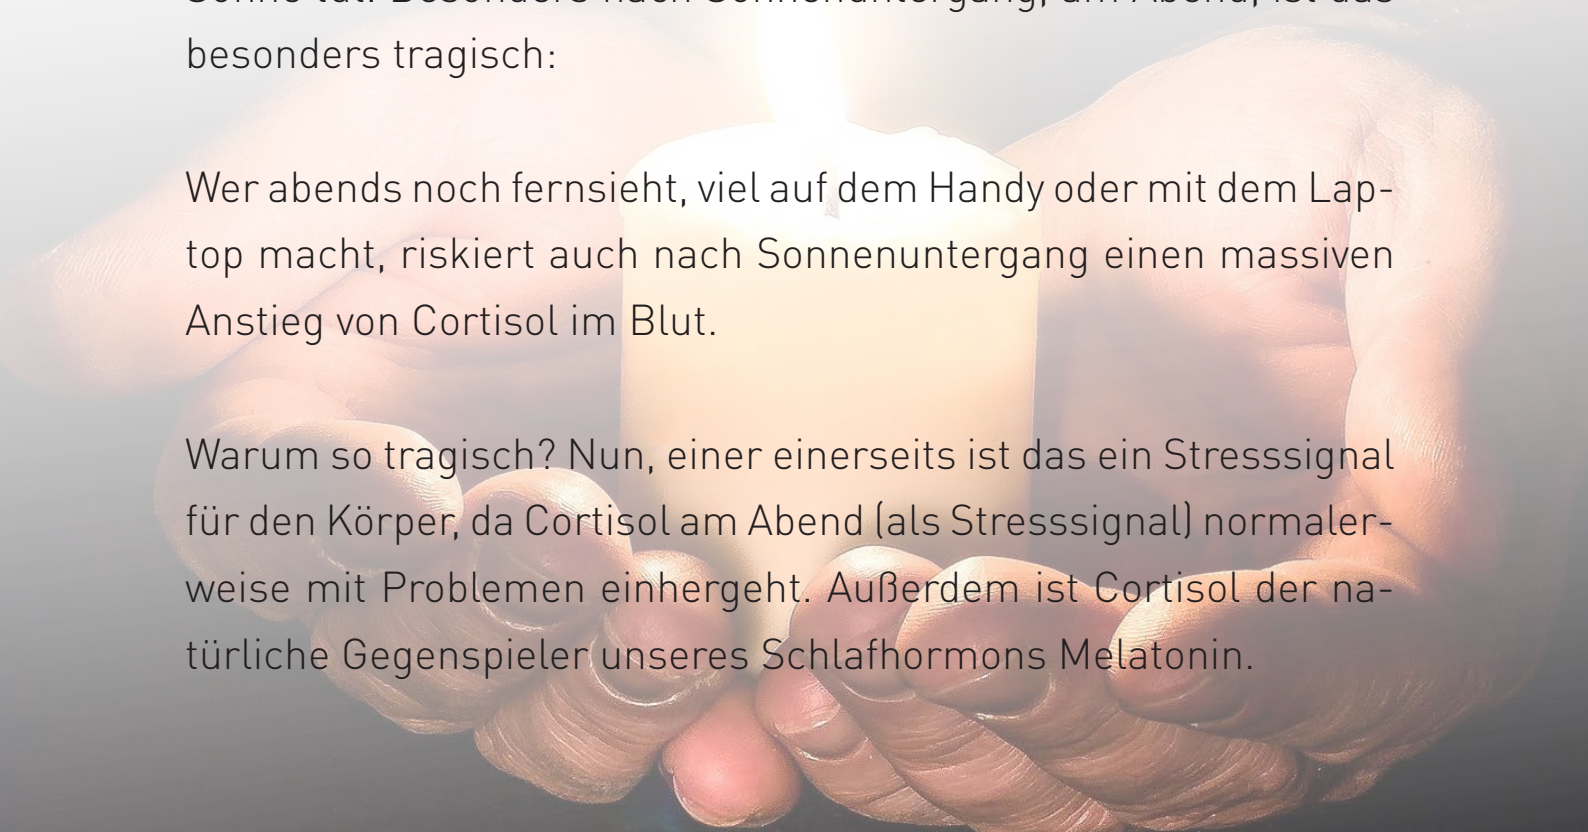 besonders tragisch:
Wer abends noch fernsieht, viel auf dem Handy oder mit dem Lap-
top macht, riskiert auch nach Sonnenuntergang einen massiven
Anstieg von Cortisol im Blut.
Warum so tragisch? Nun, einer einerseits ist das ein Stresssignal
für den Körper, da Cortisol am Abend (als Stresssignal) normaler-
weise mit Problemen einhergeht. Außerdem ist Cortisol der na-
türliche Gegenspieler unseres Schlafhormons Melatonin.